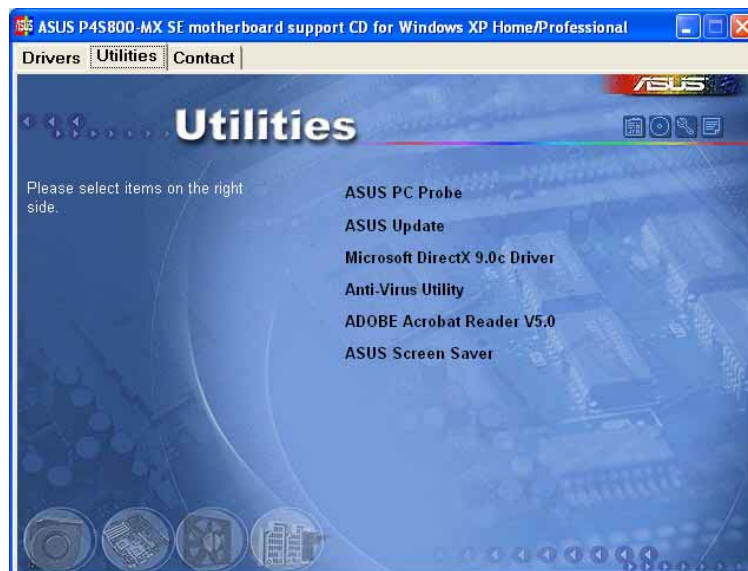 ASUS P4S800-MX SE motherboard support CD for Windows XP Home/Professional
Drivers Utilities Contact
ASUS
Utilities
Please select items on the right
side.
ASUS PC Probe
ASUS Update
Microsoft DirectX 9.0c Driver
Anti-Virus Utility
ADOBE Acrobat Reader V5.0
ASUS Screen Saver